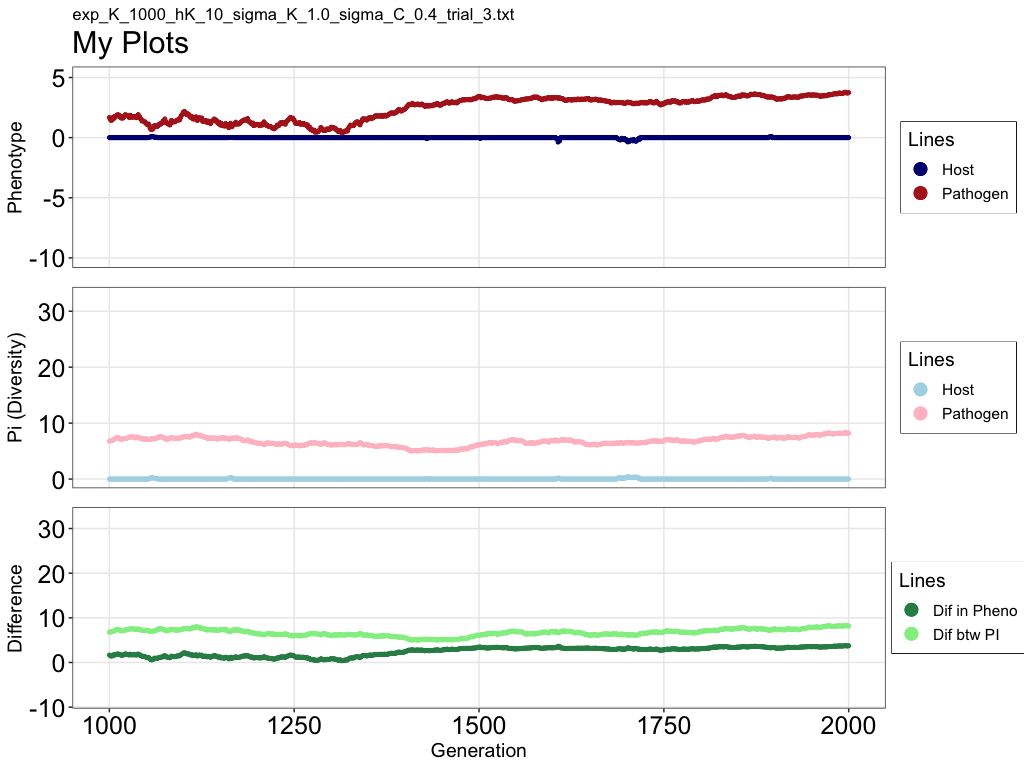 exp_K_1000_hK_10_sigma_K_1.0_sigma_C_0.4_trial_3.txt
My Plots
Phenotype
5
0
-5
-10
Lines
Host
Pathogen
Pi (Diversity)
30
20
10
0
Lines
Host
Pathogen
Difference
30
20
10
0
-10
Lines
Dif in Pheno
Dif btw PI
1000 1250 1500 1750 2000
Generation